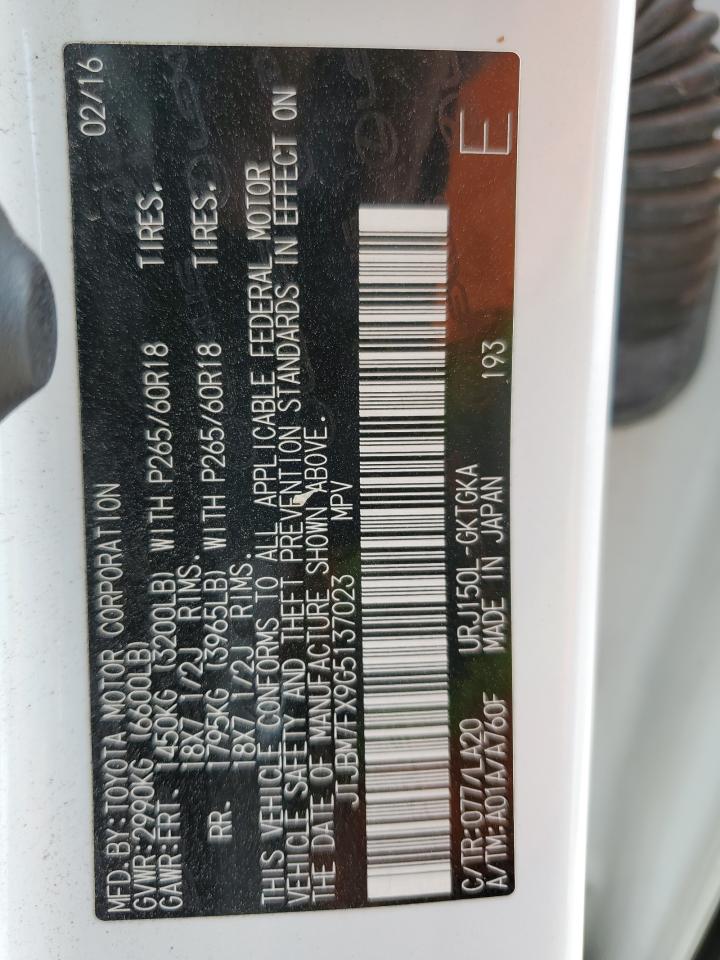 MFD.BY:TOYOTA MOTOR CORPORATION 02/16
GVWR:2990KG (6600LB)
GAWR:FRT. 1450KG (3200LB) WITH P265/60R18 TIRES.
18X7 1/2J RIMS.
RR. 1795KG (3965LB) WITH P265/60R18 TIRES.
18X7 1/2J RIMS.
THIS VEHICLE CONFORMS TO ALL APPLICABLE FEDERAL MOTOR
VEHICLE SAFETY AND THEFT PREVENTION STANDARDS IN EFFECT ON
THE DATE OF MANUFACTURE SHOWN ABOVE.
JTJBM7FX9G5137023 MPV
C/TR:077/LA20 URJ150L-GKTGKA 193 E
A/TM:A01A/A760F MADE IN JAPAN